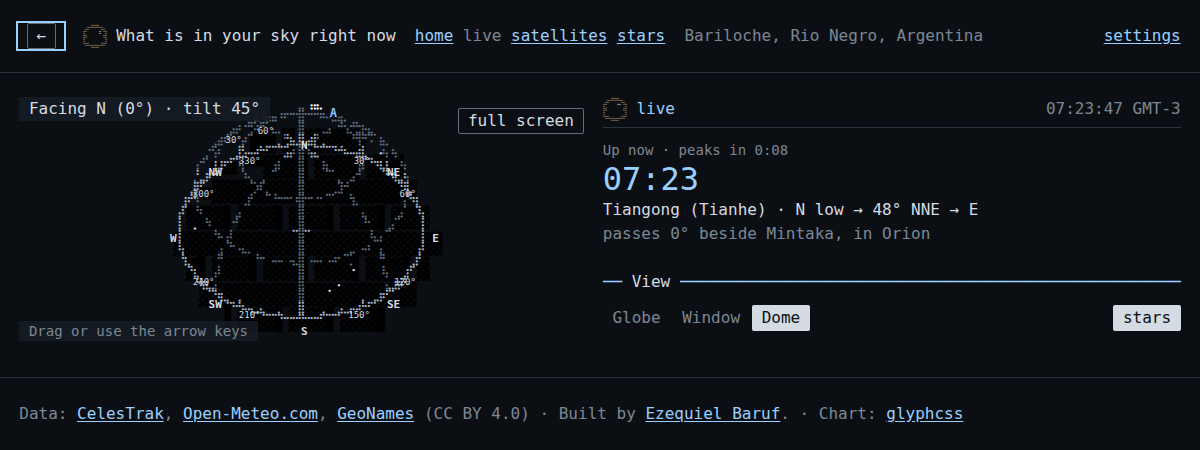 ← What is in your sky right now home live satellites stars Bariloche, Rio Negro, Argentina settings
Facing N (0°) · tilt 45°
full screen
A
60°
30°
N
330°
30°
NW
NE
300°
60°
W
E
240°
120°
SW
SE
210°
150°
S
Drag or use the arrow keys
live 07:23:47 GMT-3
Up now · peaks in 0:08
07:23
Tiangong (Tianhe) · N low → 48° NNE → E
passes 0° beside Mintaka, in Orion
View
Globe Window Dome stars
Data: CelesTrak, Open-Meteo.com, GeoNames (CC BY 4.0) · Built by Ezequiel Baruf. · Chart: glyphcss